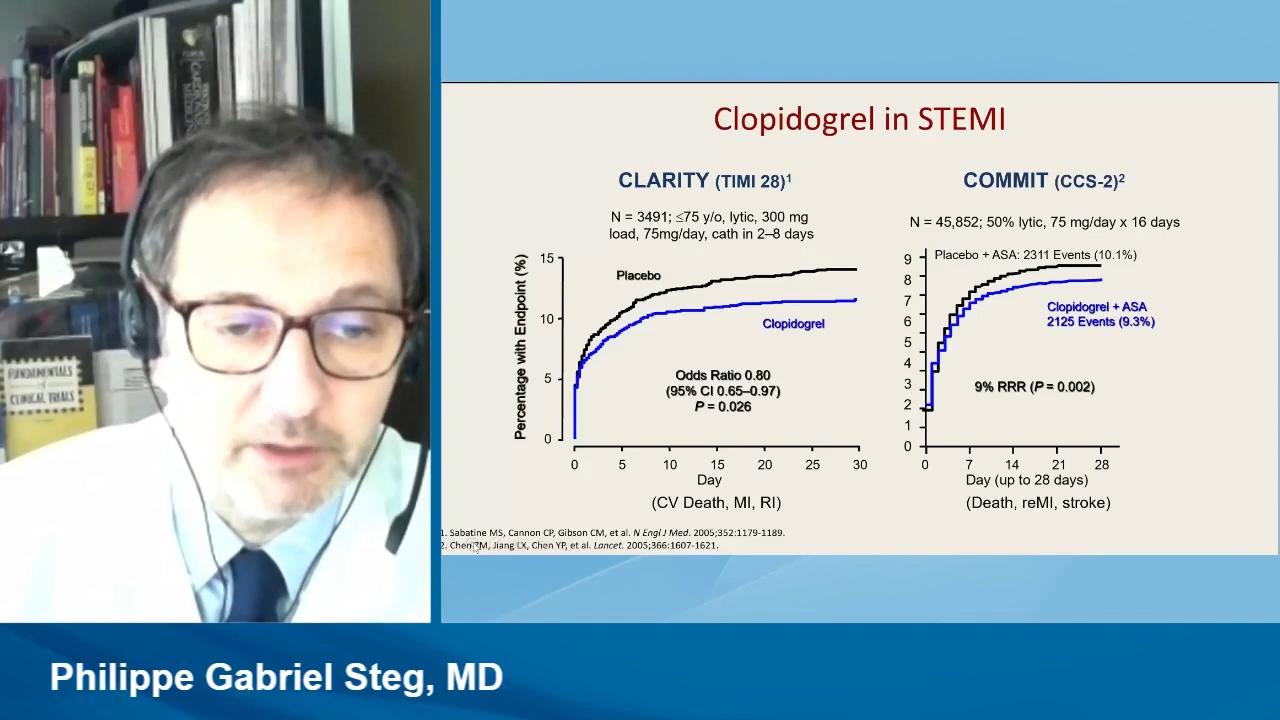 FUNDAMENTALS
of
CLINICAL TRIALS
Clopidogrel in STEMI
CLARITY (TIMI 28)¹
N = 3491; ≤75 y/o, lytic, 300 mg
load, 75mg/day, cath in 2–8 days
Percentage with Endpoint (%)
15
10
5
0
Placebo
Clopidogrel
Odds Ratio 0.80
(95% CI 0.65–0.97)
P = 0.026
0 5 10 15 20 25 30
Day
(CV Death, MI, RI)
COMMIT (CCS-2)²
N = 45,852; 50% lytic, 75 mg/day x 16 days
9
8
7
6
5
4
3
2
1
0
Placebo + ASA: 2311 Events (10.1%)
Clopidogrel + ASA
2125 Events (9.3%)
9% RRR (P = 0.002)
0 7 14 21 28
Day (up to 28 days)
(Death, reMI, stroke)
1. Sabatine MS, Cannon CP, Gibson CM, et al. N Engl J Med. 2005;352:1179-1189.
2. Chen ZM, Jiang LX, Chen YP, et al. Lancet. 2005;366:1607-1621.
Philippe Gabriel Steg, MD